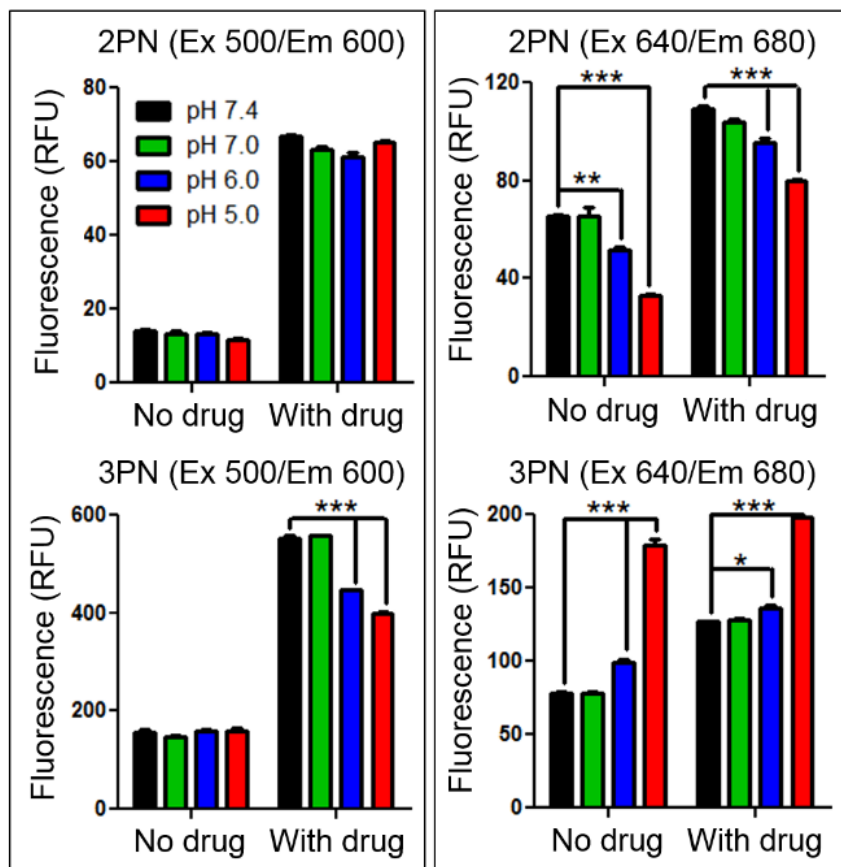 2PN (Ex 500/Em 600)
Fluorescence (RFU)
80
60
40
20
0
pH 7.4
pH 7.0
pH 6.0
pH 5.0
No drug With drug
2PN (Ex 640/Em 680)
Fluorescence (RFU)
120
80
40
0
*** ***
**
No drug With drug
3PN (Ex 500/Em 600)
Fluorescence (RFU)
600
400
200
0
***
No drug With drug
3PN (Ex 640/Em 680)
Fluorescence (RFU)
200
150
100
50
0
*** ***
*
No drug With drug